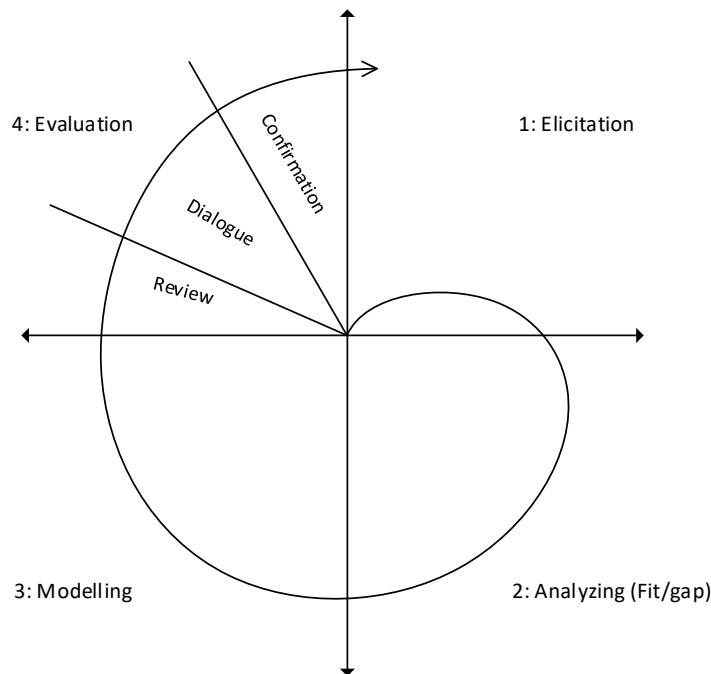 4: Evaluation
1: Elicitation
Confirmation
Dialogue
Review
3: Modelling
2: Analyzing (Fit/gap)